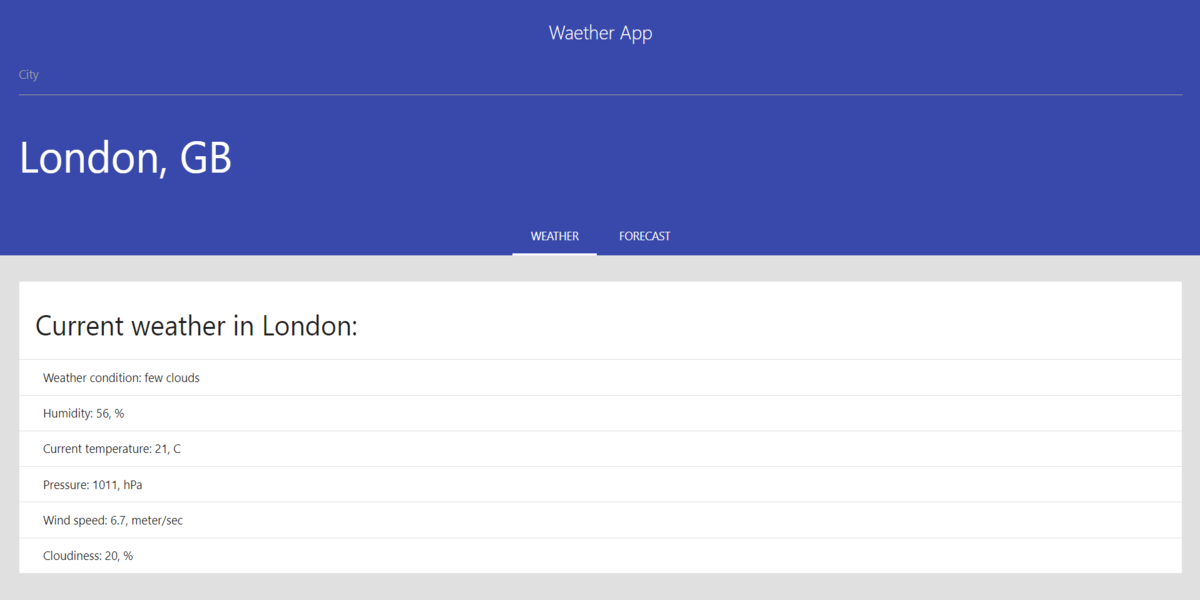 Waether App
City
London, GB
WEATHER FORECAST
Current weather in London:
Weather condition: few clouds
Humidity: 56, %
Current temperature: 21, C
Pressure: 1011, hPa
Wind speed: 6.7, meter/sec
Cloudiness: 20, %